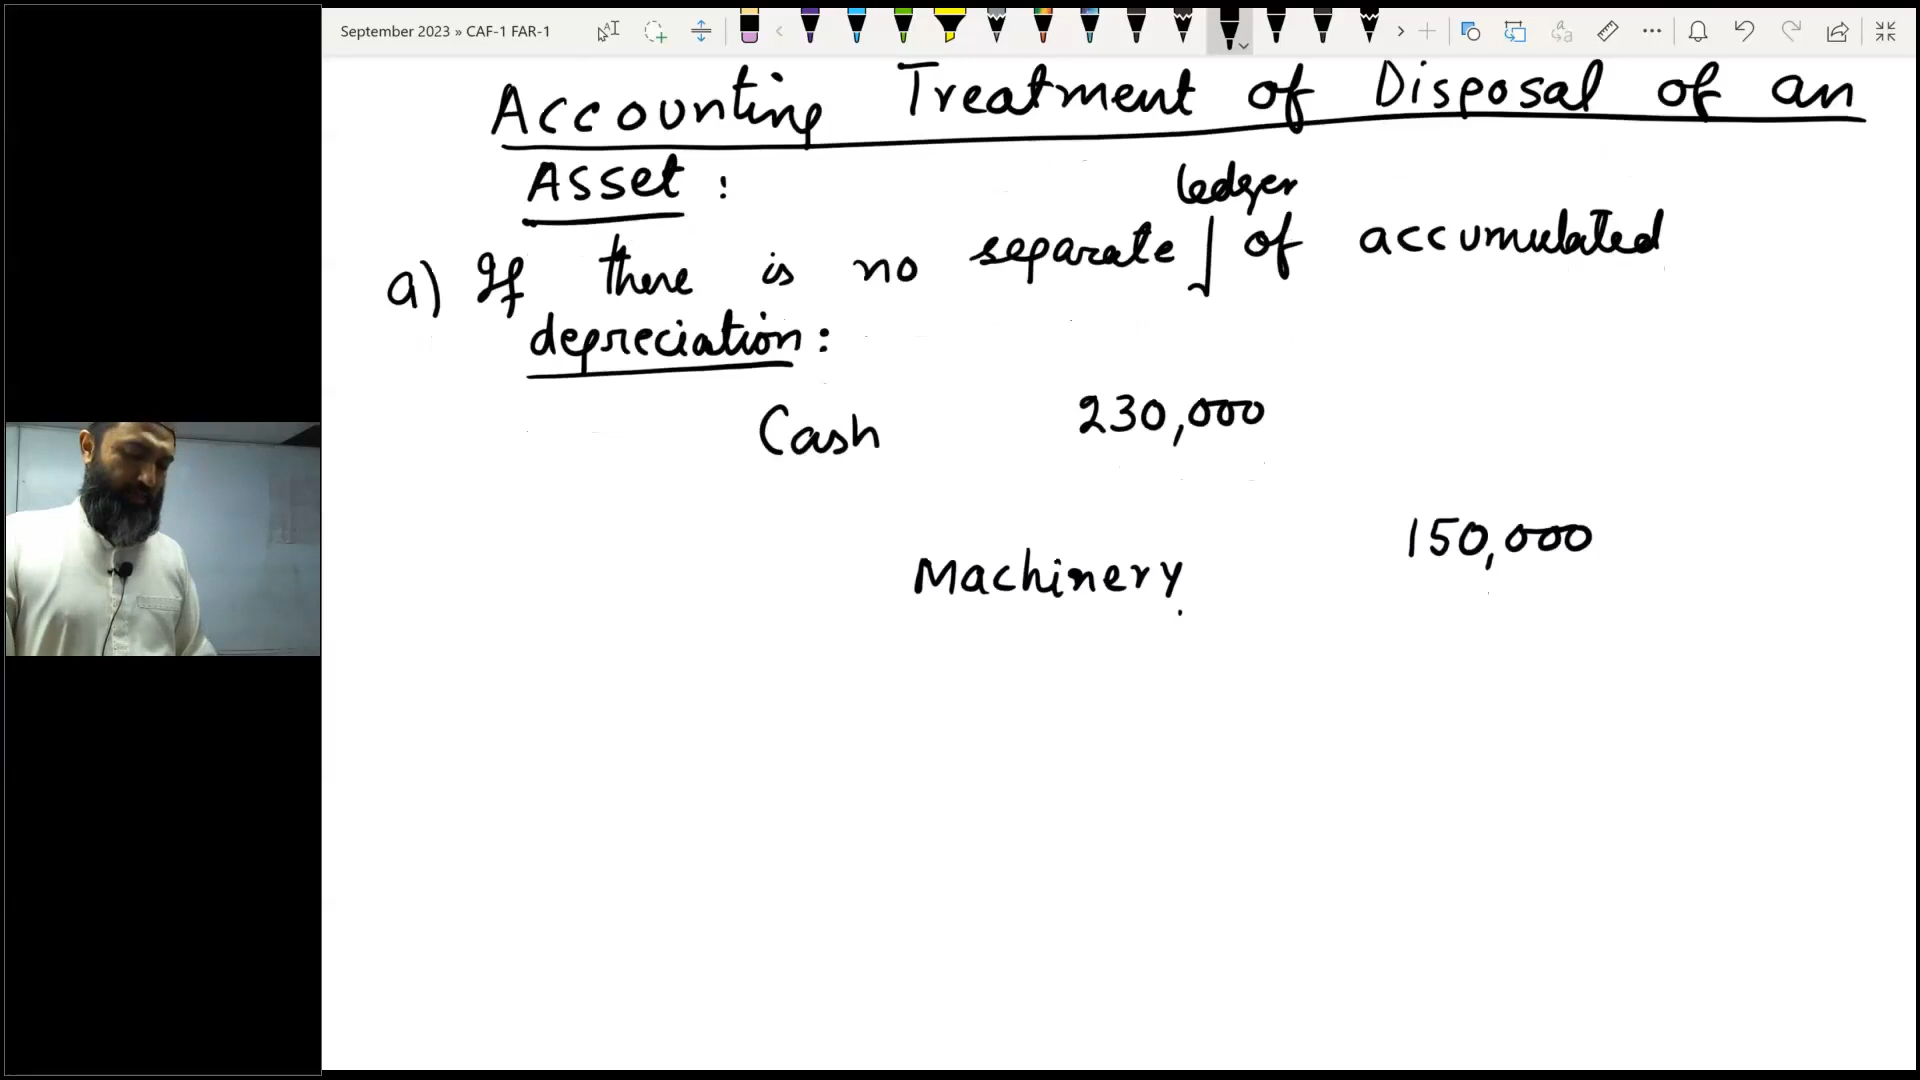 September 2023 » CAF-1 FAR-1
Accounting Treatment of Disposal of an
Asset :
ledger
a) If there is no separate of accumulated
depreciation :
Cash 230,000
Machinery 150,000